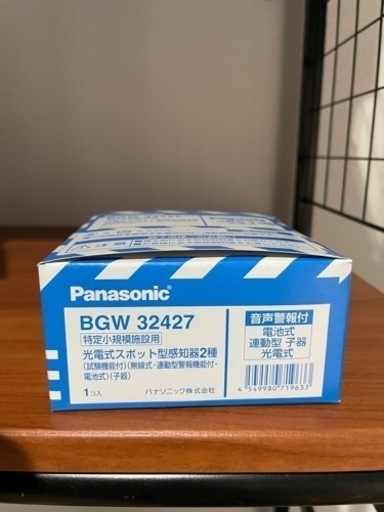 Panasonic
BGW 32427
特定小規模施設用
光電式スポット型感知器2種
(試験機能付)(無線式・連動型警報機能付・
電池式)(子器)
1コ入
パナソニック株式会社
音声警報付
電池式
連動型 子器
光電式
4 549980 719633